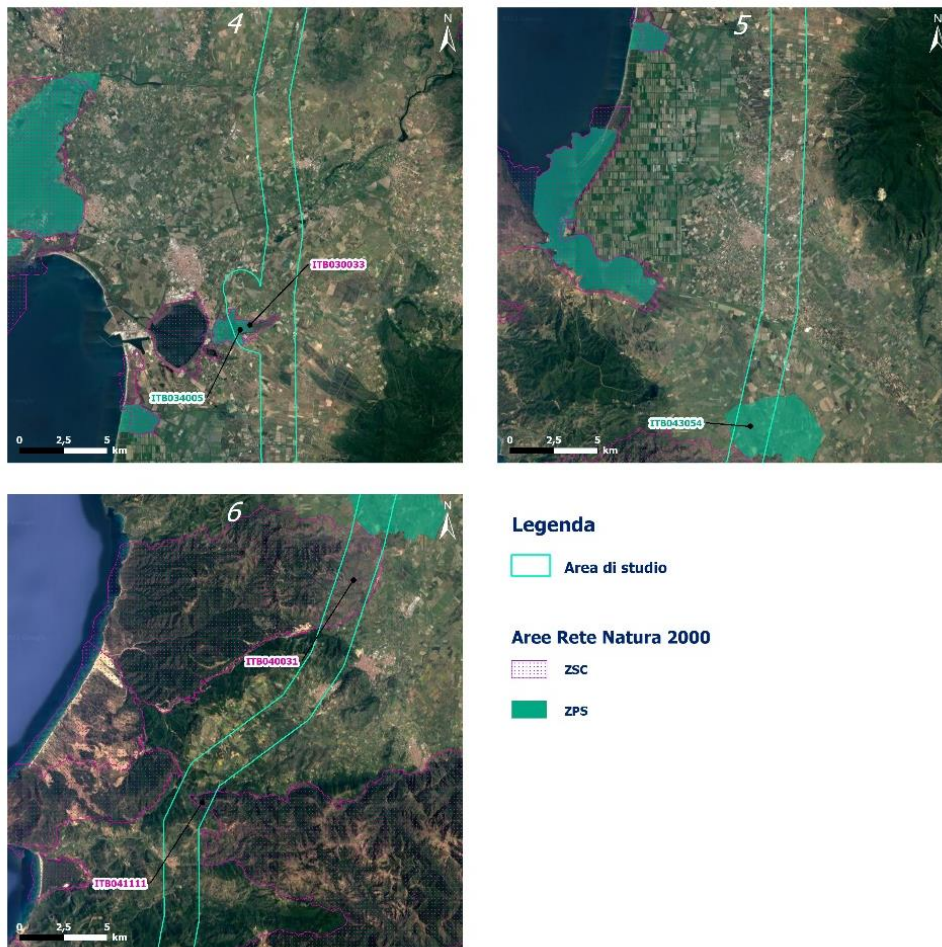 4
N
ITB030033
ITB034005
0 2,5 5
km
5
N
ITB043054
0 2,5 5
km
6
N
ITB040031
ITB041111
0 2,5 5
km
Legenda
Area di studio
Aree Rete Natura 2000
ZSC
ZPS